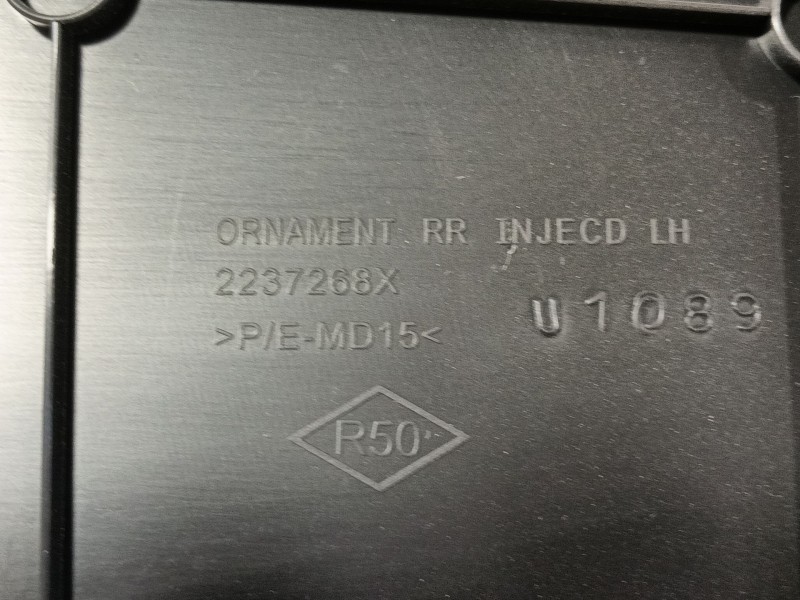 ORNAMENT RR INJECD LH
2237268X
>P/E-MD15<
U1089
R50